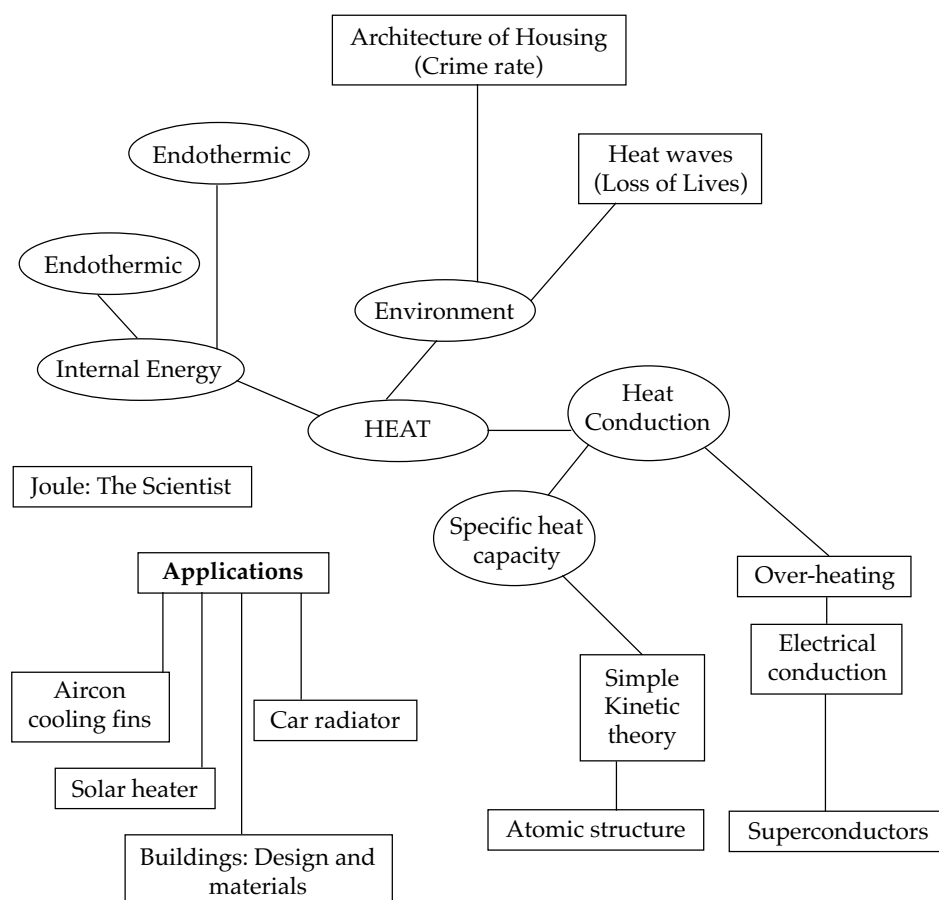 Architecture of Housing
(Crime rate)
Endothermic
Heat waves
(Loss of Lives)
Endothermic
Environment
Internal Energy
Heat
Conduction
HEAT
Joule: The Scientist
Specific heat
capacity
Applications
Over-heating
Electrical
conduction
Simple
Kinetic
theory
Aircon
cooling fins
Car radiator
Solar heater
Atomic structure
Superconductors
Buildings: Design and
materials